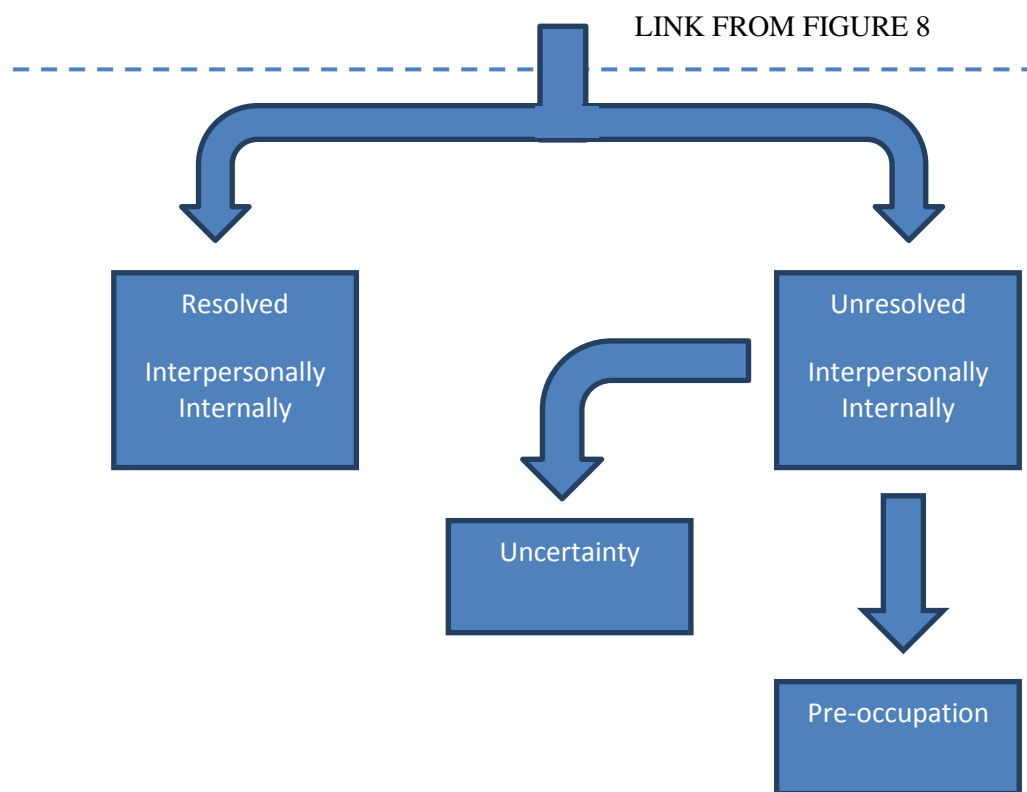 LINK FROM FIGURE 8
Resolved
Interpersonally
Internally
Unresolved
Interpersonally
Internally
Uncertainty
Pre-occupation